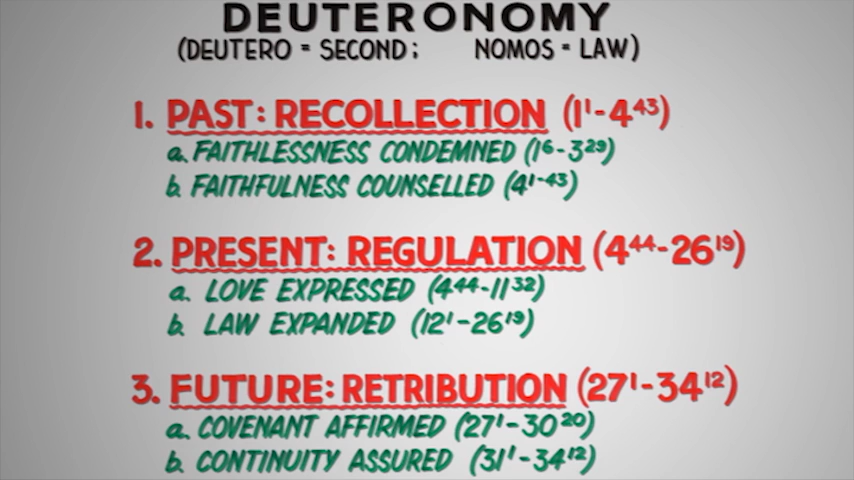 DEUTERONOMY
(DEUTERO = SECOND; NOMOS = LAW)
1. PAST: RECOLLECTION (1¹-4⁴³)
a. FAITHLESSNESS CONDEMNED (1⁶-3²⁹)
b. FAITHFULNESS COUNSELLED (4¹⁻⁴³)
2. PRESENT: REGULATION (4⁴⁴-26¹⁹)
a. LOVE EXPRESSED (4⁴⁴-11³²)
b. LAW EXPANDED (12¹-26¹⁹)
3. FUTURE: RETRIBUTION (27¹-34¹²)
a. COVENANT AFFIRMED (27¹-30²⁰)
b. CONTINUITY ASSURED (31¹-34¹²)